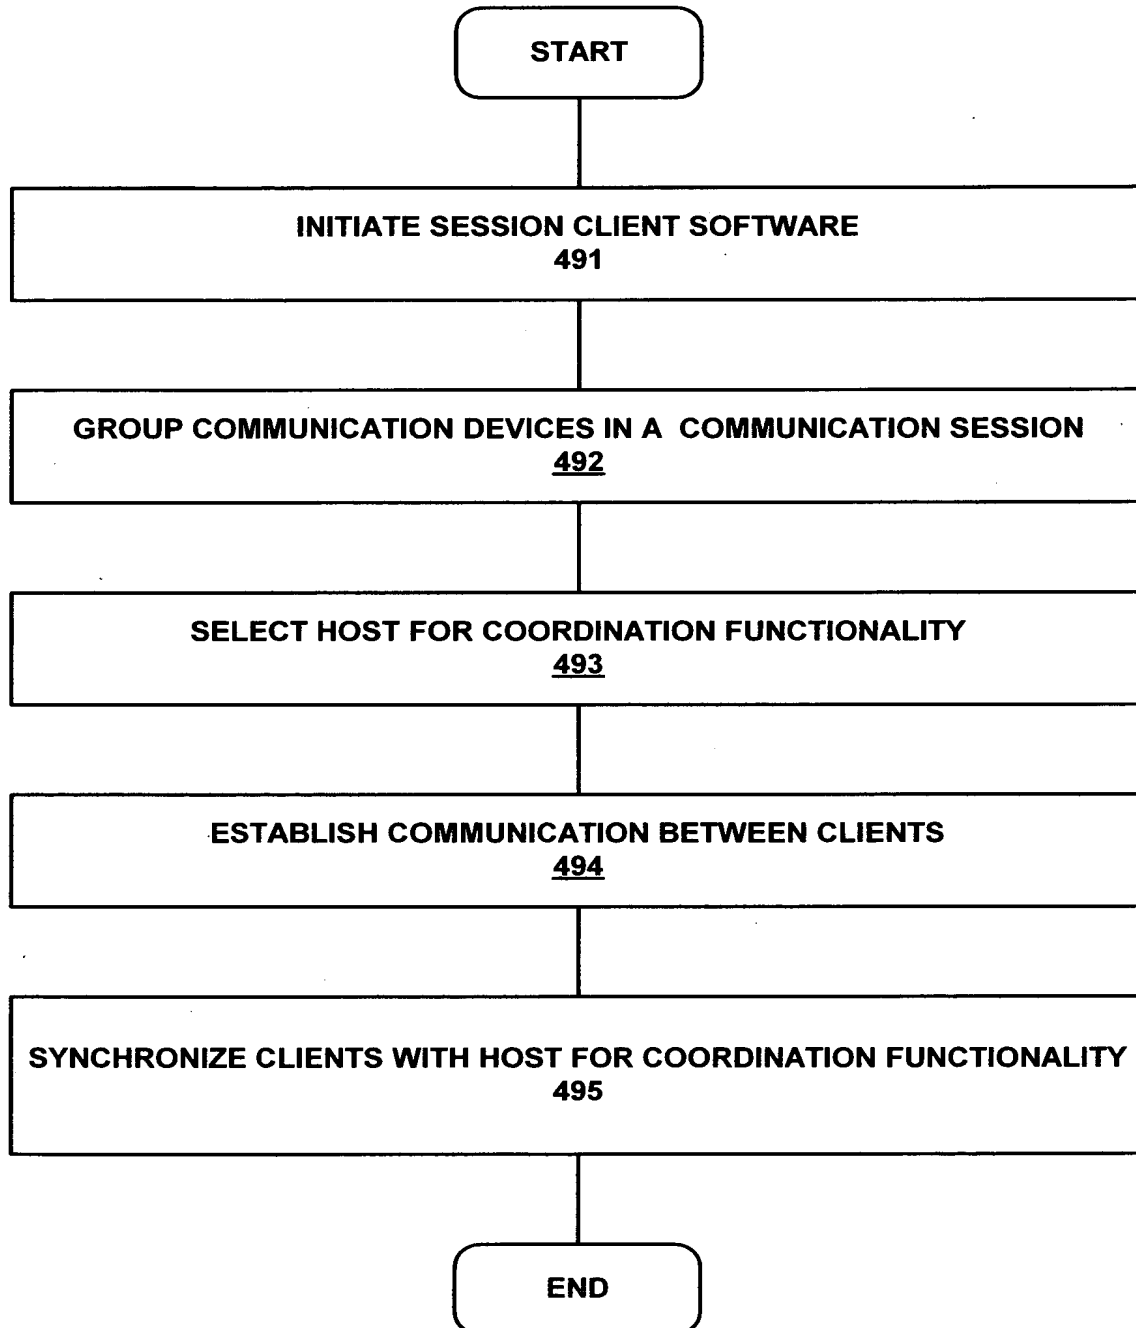 START
INITIATE SESSION CLIENT SOFTWARE
491
GROUP COMMUNICATION DEVICES IN A COMMUNICATION SESSION
492
SELECT HOST FOR COORDINATION FUNCTIONALITY
493
ESTABLISH COMMUNICATION BETWEEN CLIENTS
494
SYNCHRONIZE CLIENTS WITH HOST FOR COORDINATION FUNCTIONALITY
495
END